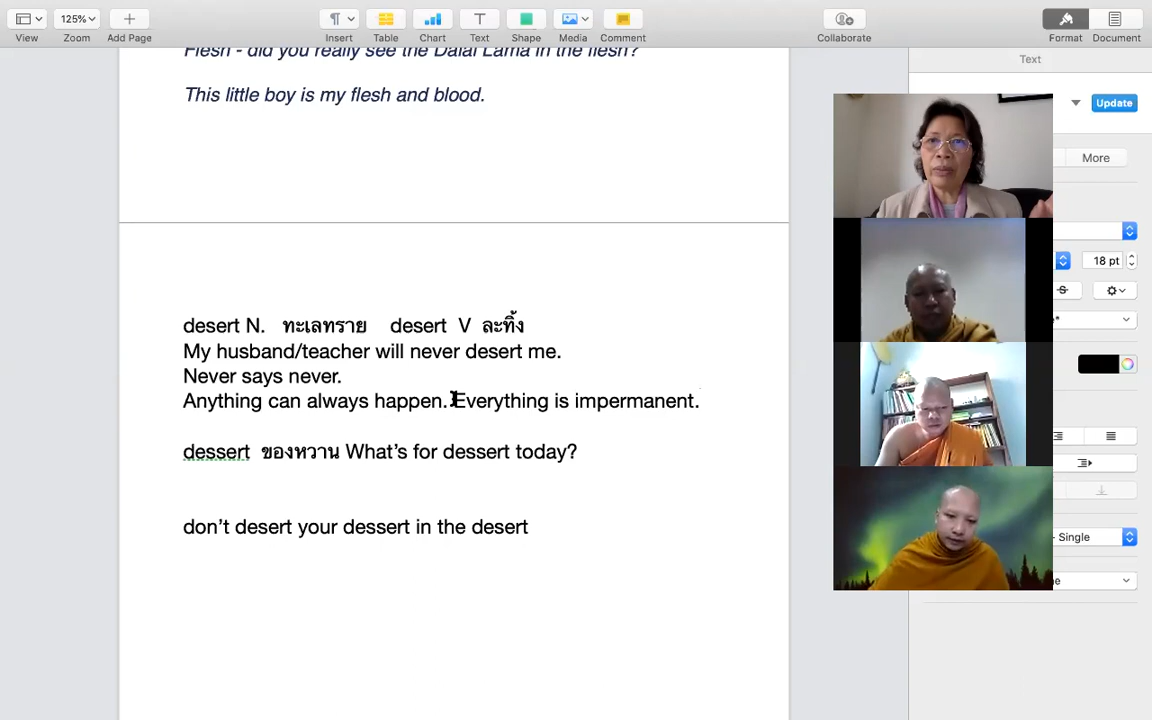 View
125%
Zoom
Add Page
Insert
Table
Chart
Text
Shape
Media
Comment
Collaborate
Format
Document
Text
Update
More
18 pt
Single
Flesh - did you really see the Dalai Lama in the flesh?
This little boy is my flesh and blood.
desert N. ทะเลทราย desert V ละทิ้ง
My husband/teacher will never desert me.
Never says never.
Anything can always happen. Everything is impermanent.
dessert ของหวาน What's for dessert today?
don't desert your dessert in the desert